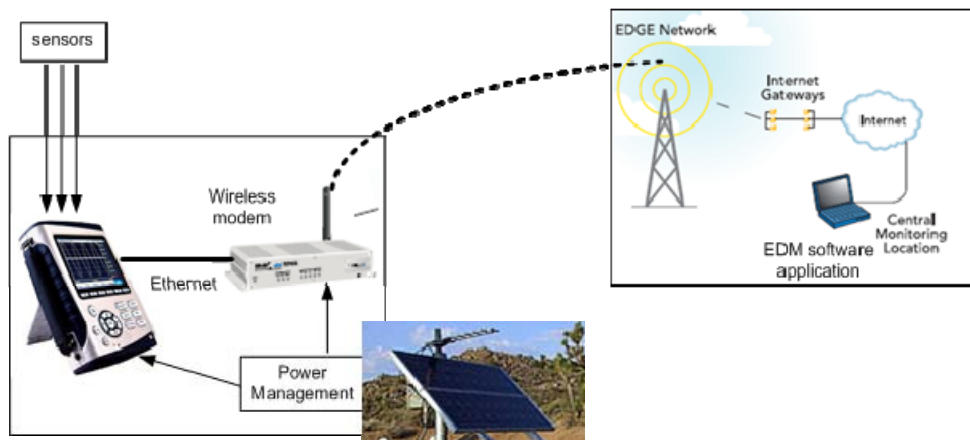 sensors
EDGE Network
Internet
Gateways
Internet
Wireless
modem
Ethernet
Central
Monitoring
Location
EDM software
application
Power
Management